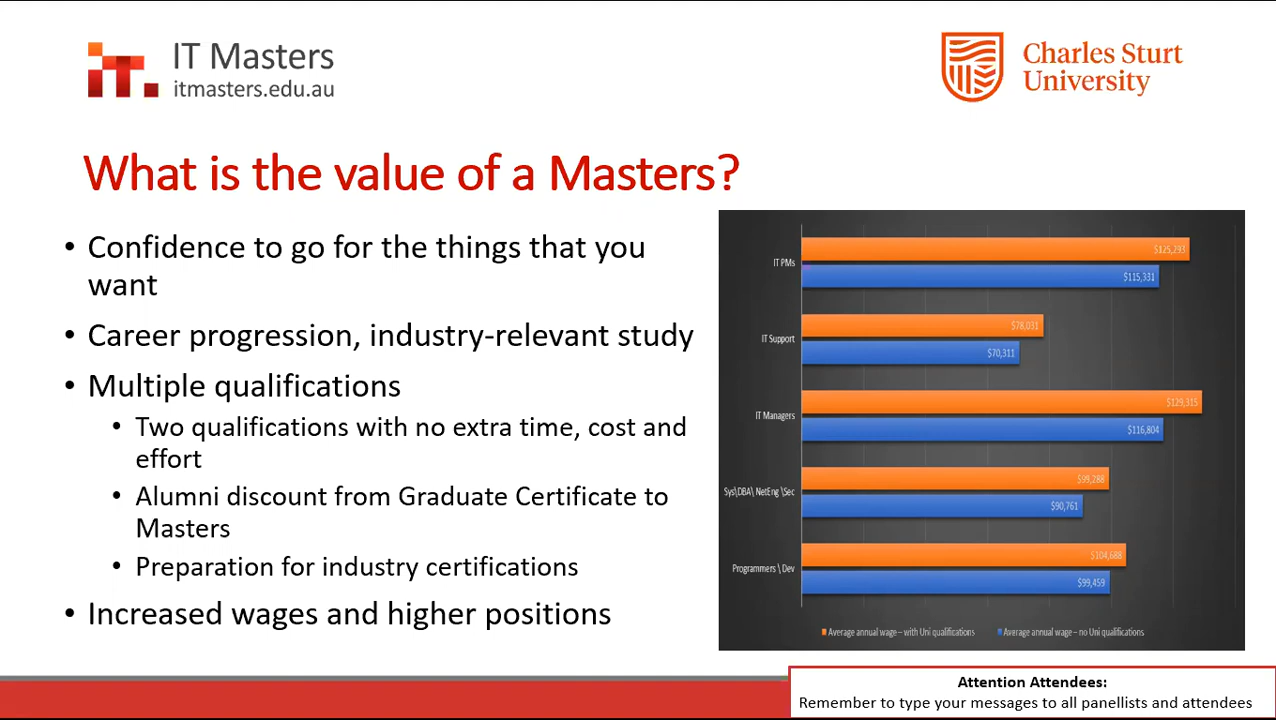 IT Masters
itmasters.edu.au
Charles Sturt
University
What is the value of a Masters?
• Confidence to go for the things that you
want
• Career progression, industry-relevant study
• Multiple qualifications
• Two qualifications with no extra time, cost and
effort
• Alumni discount from Graduate Certificate to
Masters
• Preparation for industry certifications
• Increased wages and higher positions
$125,293
IT PMs
$115,331
$78,031
IT Support
$70,311
$129,315
IT Managers
$116,804
$99,288
Sys\DBA\ NetEng \Sec
$90,761
$104,688
Programmers \ Dev
$99,459
Average annual wage – with Uni qualifications
Average annual wage – no Uni qualifications
Attention Attendees:
Remember to type your messages to all panellists and attendees